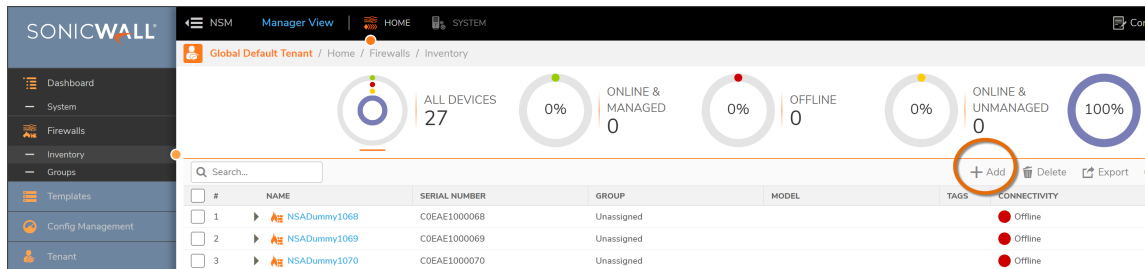 SONICWALL
NSM Manager View HOME SYSTEM
Global Default Tenant / Home / Firewalls / Inventory
Dashboard
System
Firewalls
Inventory
Groups
Templates
Config Management
Tenant
ALL DEVICES
27
0%
ONLINE &
MANAGED
0
0%
OFFLINE
0
0%
ONLINE &
UNMANAGED
0
100%
Search... Add Delete Export
# NAME SERIAL NUMBER GROUP MODEL TAGS CONNECTIVITY
1 NSADummy1068 C0EAE1000068 Unassigned Offline
2 NSADummy1069 C0EAE1000069 Unassigned Offline
3 NSADummy1070 C0EAE1000070 Unassigned Offline